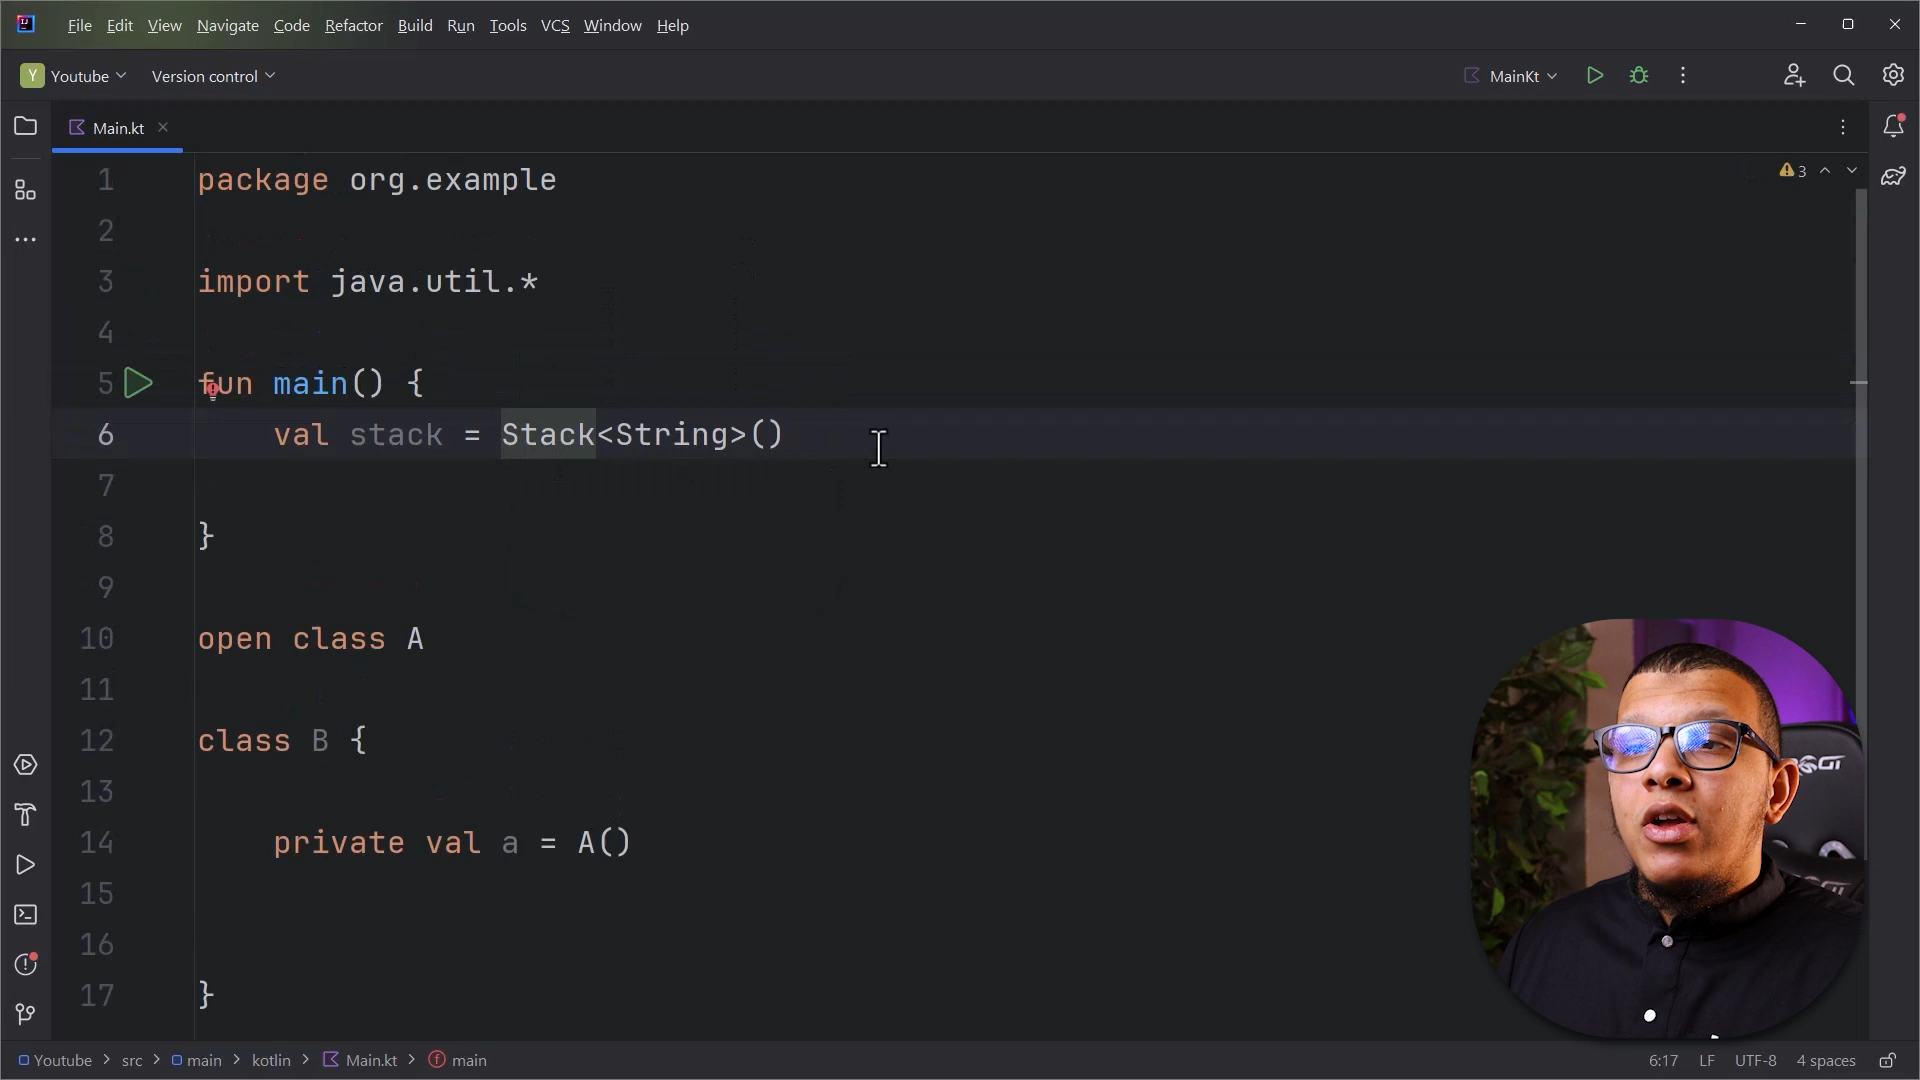 File Edit View Navigate Code Refactor Build Run Tools VCS Window Help
Y Youtube Version control MainKt
Main.kt
3
1 package org.example
2
3 import java.util.*
4
5 fun main() {
6 val stack = Stack<String>()
7
8 }
9
10 open class A
11
12 class B {
13
14 private val a = A()
15
16
17 }
Youtube > src > main > kotlin > Main.kt > main 6:17 LF UTF-8 4 spaces